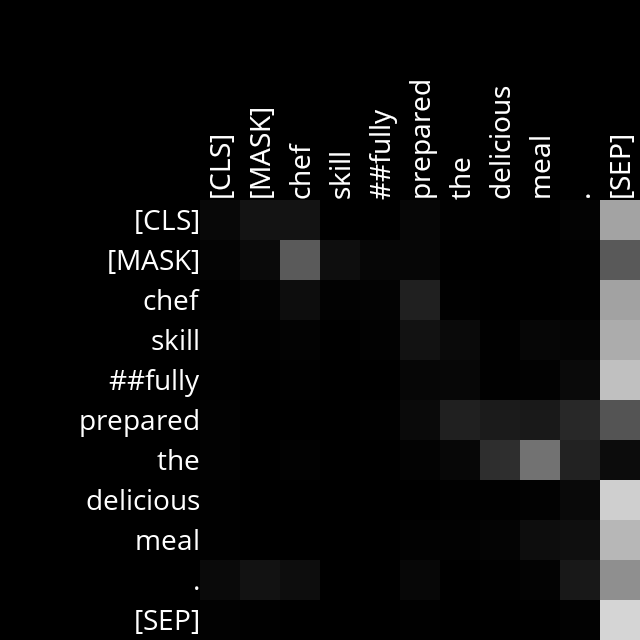 [CLS]
[MASK]
chef
skill
##fully
prepared
the
delicious
meal
.
[SEP]
[CLS]
[MASK]
chef
skill
##fully
prepared
the
delicious
meal
.
[SEP]